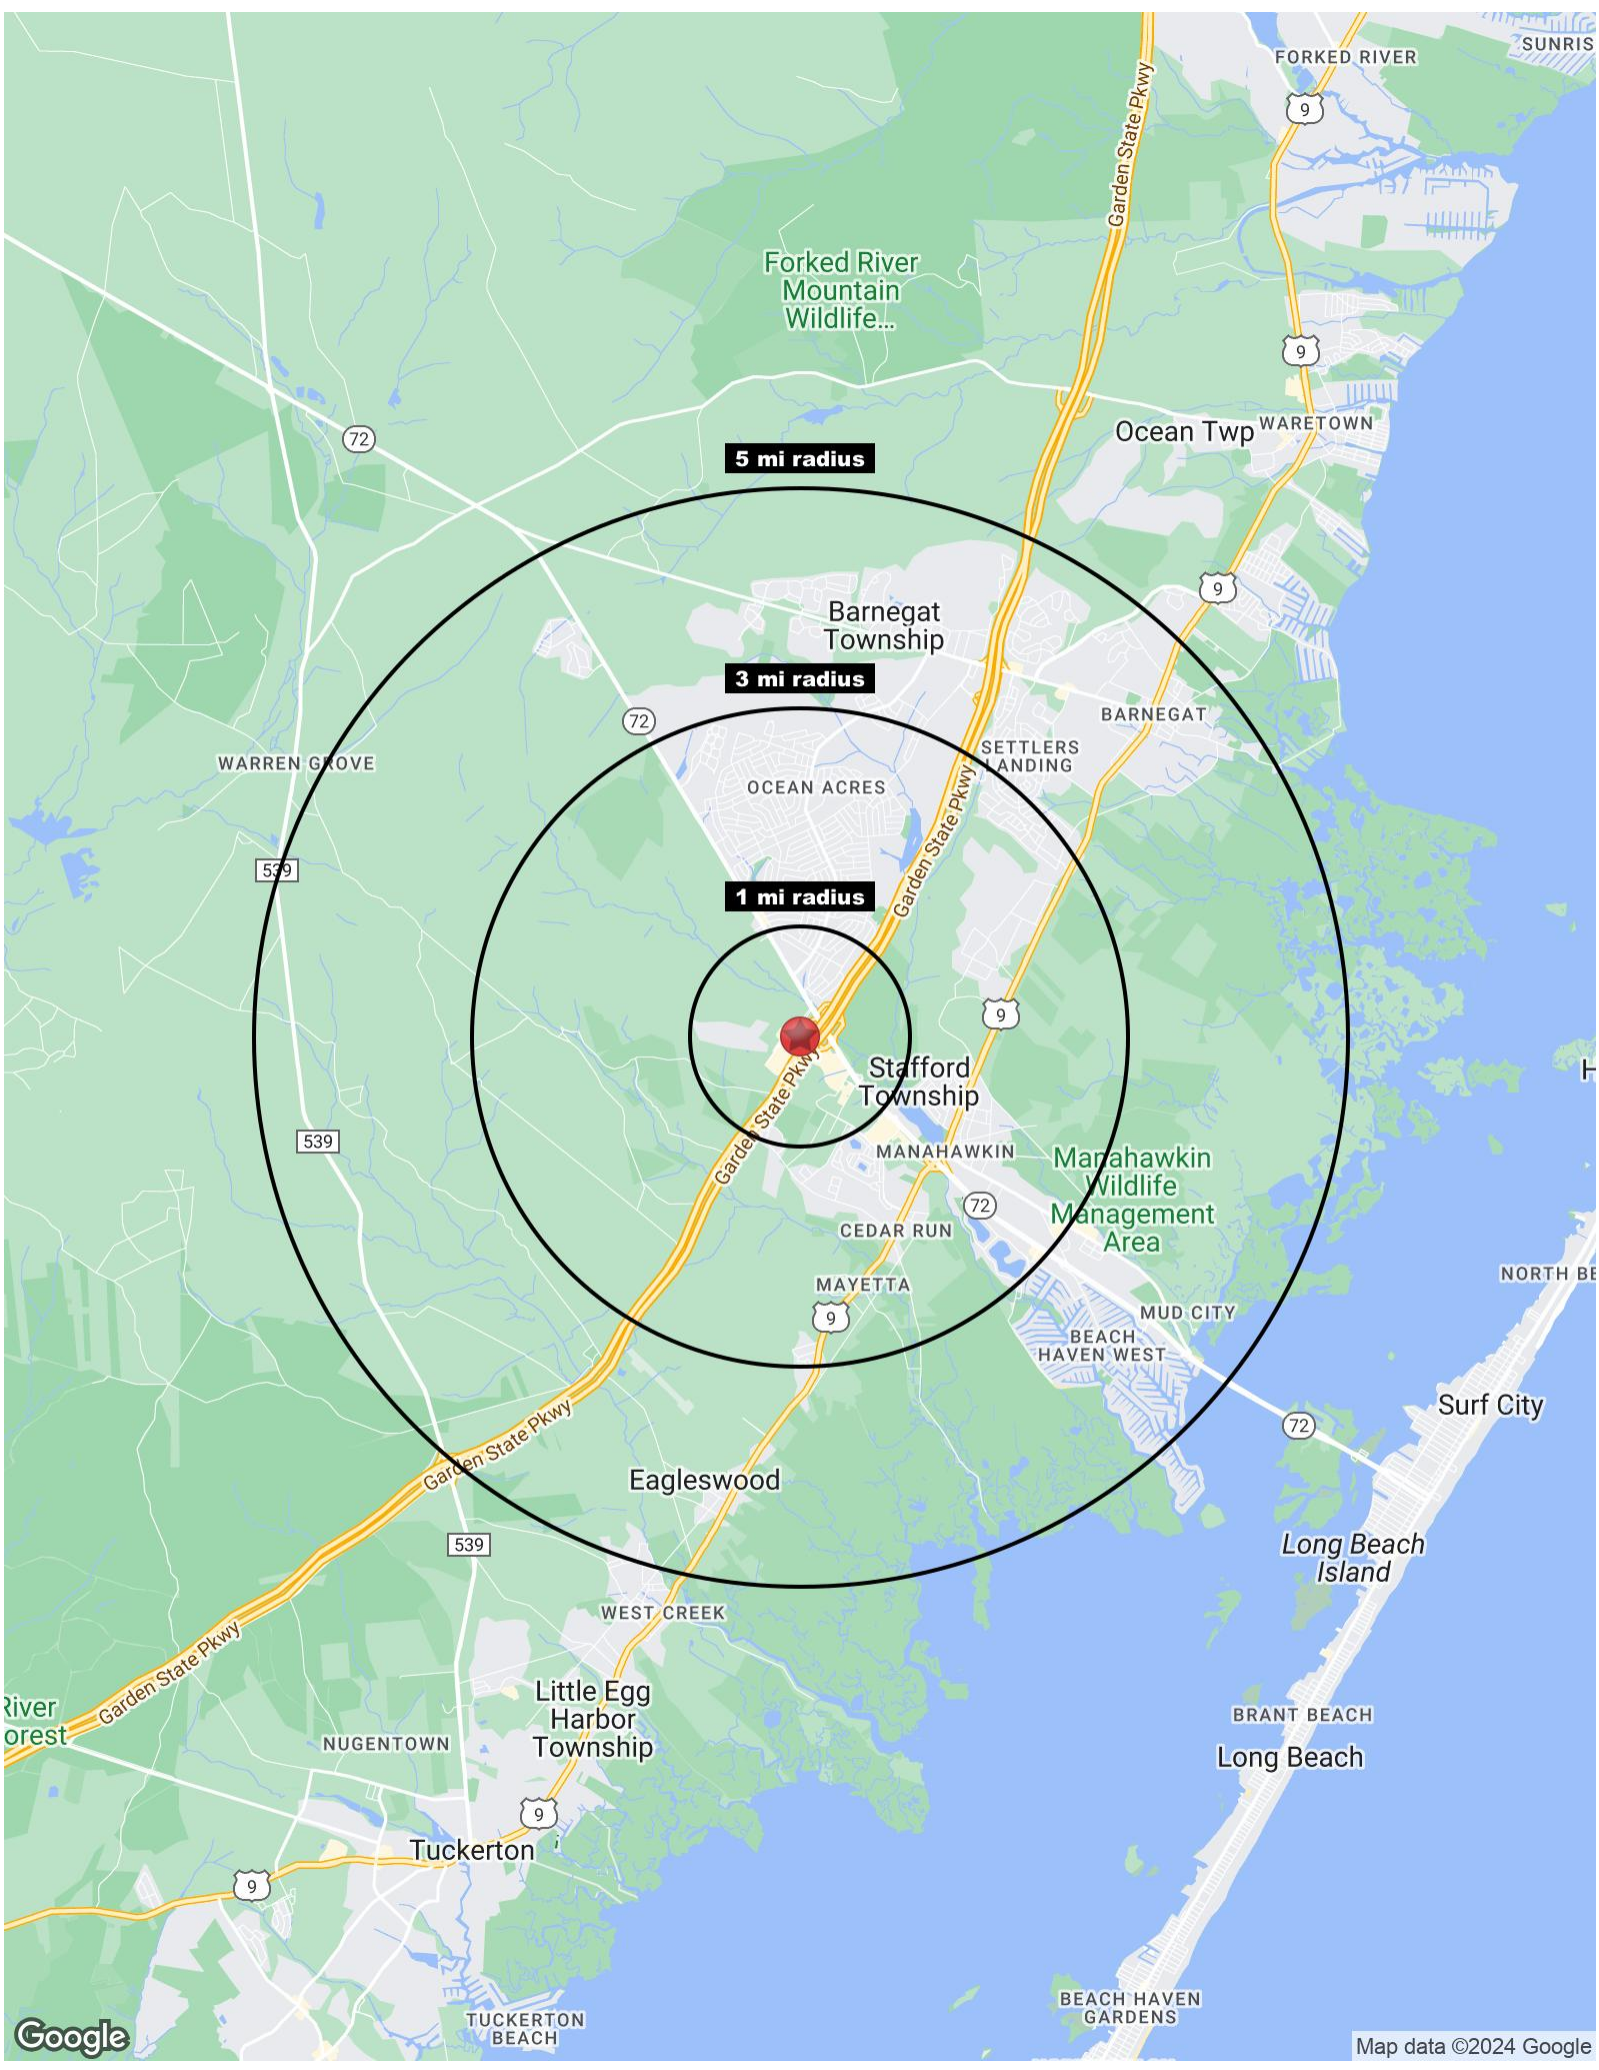 SUNRIS
FORKED RIVER
9
Garden State Pkwy
Forked River
Mountain
Wildlife...
9
72
Ocean Twp
WARETOWN
5 mi radius
9
Barnegat
Township
3 mi radius
72
BARNEGAT
SETTLERS
LANDING
WARREN GROVE
OCEAN ACRES
Garden State Pkwy
539
1 mi radius
9
Stafford
Township
H
Garden State Pkwy
539
MANAHAWKIN
Manahawkin
Wildlife
Management
Area
72
CEDAR RUN
NORTH BE
MAYETTA
9
MUD CITY
BEACH
HAVEN WEST
Surf City
72
Garden State Pkwy
Eagleswood
539
Long Beach
Island
WEST CREEK
Garden State Pkwy
River
orest
Little Egg
Harbor
Township
BRANT BEACH
NUGENTOWN
Long Beach
9
Tuckerton
9
BEACH HAVEN
GARDENS
TUCKERTON
BEACH
Google
Map data ©2024 Google